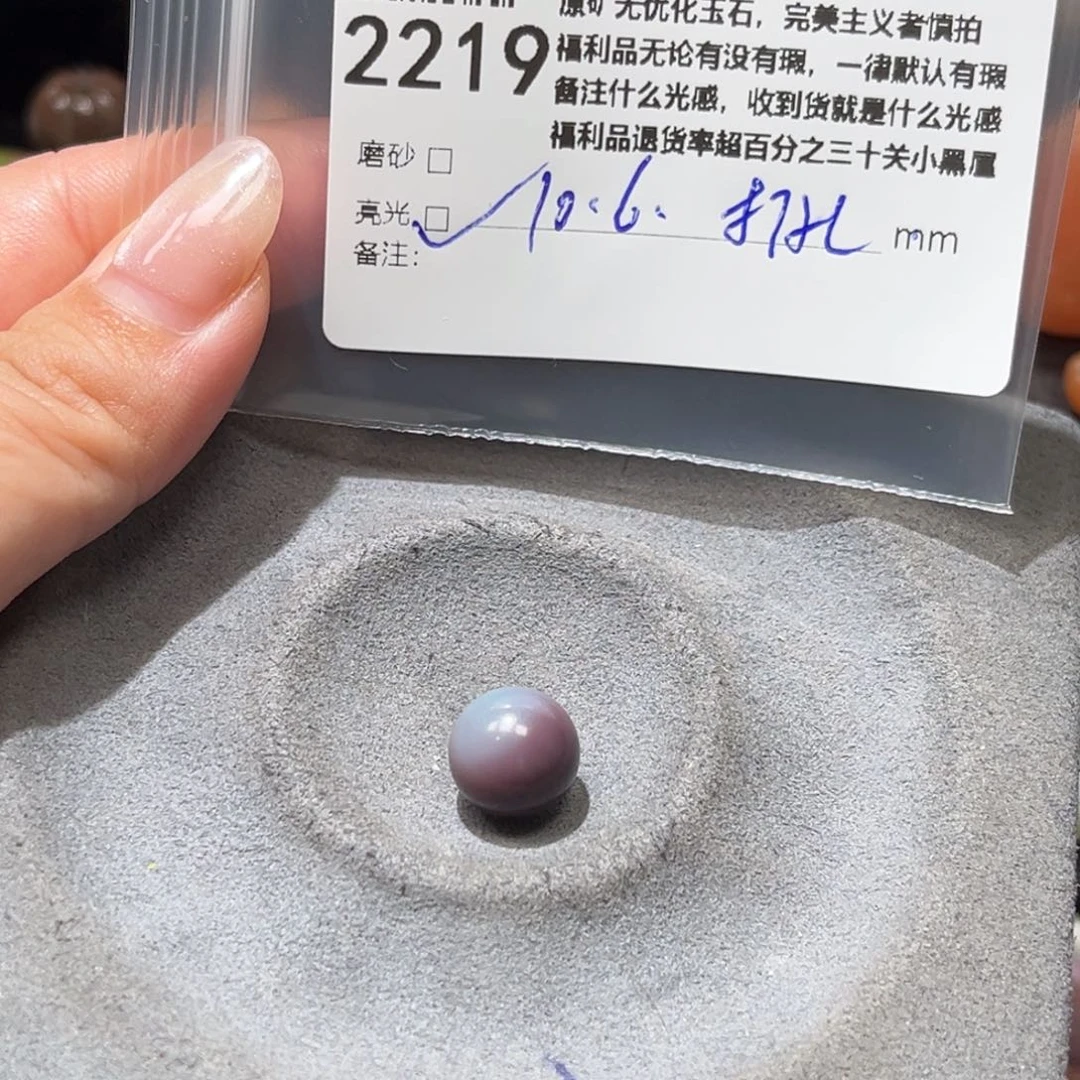 原矿无优化玉石，完美主义者慎拍
2219
福利品无论有没有瑕，一律默认有瑕
备注什么光感，收到货就是什么光感
福利品退货率超百分之三十关小黑屋
磨砂 □
亮光 □ 10.6. 打孔 mm
备注：